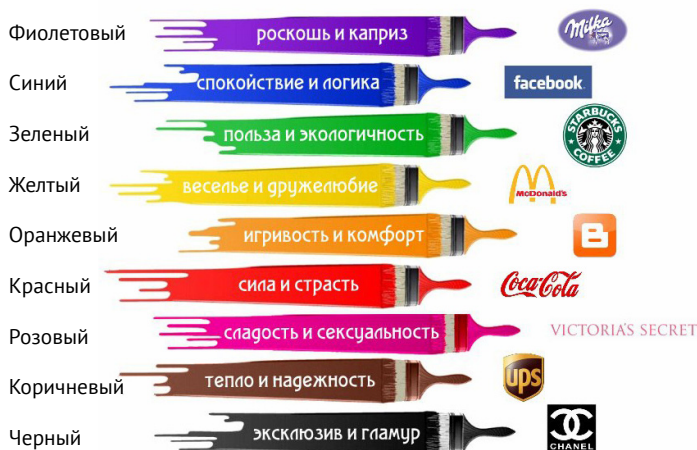 Фиолетовый роскошь и каприз Milka
Синий спокойствие и логика facebook.
Зеленый польза и экологичность STARBUCKS COFFEE
Желтый веселье и дружелюбие McDonald's
Оранжевый игривость и комфорт B
Красный сила и страсть Coca-Cola
Розовый сладость и сексуальность VICTORIA'S SECRET
Коричневый тепло и надежность ups
Черный эксклюзив и гламур CHANEL